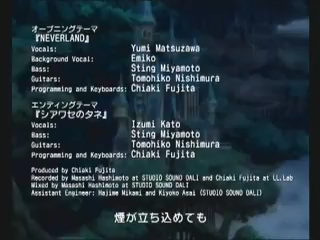 オープニングテーマ
『NEVERLAND』
Vocals: Yumi Matsuzawa
Background Vocal: Emiko
Bass: Sting Miyamoto
Guitars: Tomohiko Nishimura
Programming and Keyboards: Chiaki Fujita
エンディングテーマ
『シアワセのタネ』
Vocals: Izumi Kato
Bass: Sting Miyamoto
Guitars: Tomohiko Nishimura
Programming and Keyboards: Chiaki Fujita
Produced by Chiaki Fujita
Recorded by Masashi Hashimoto at STUDIO SOUND DALI and Chiaki Fujita at LL.Lab
Mixed by Masashi Hashimoto at STUDIO SOUND DALI
Assistant Engineer: Hajime Mikami and Kiyoko Asai (STUDIO SOUND DALI)
煙が立ち込めても